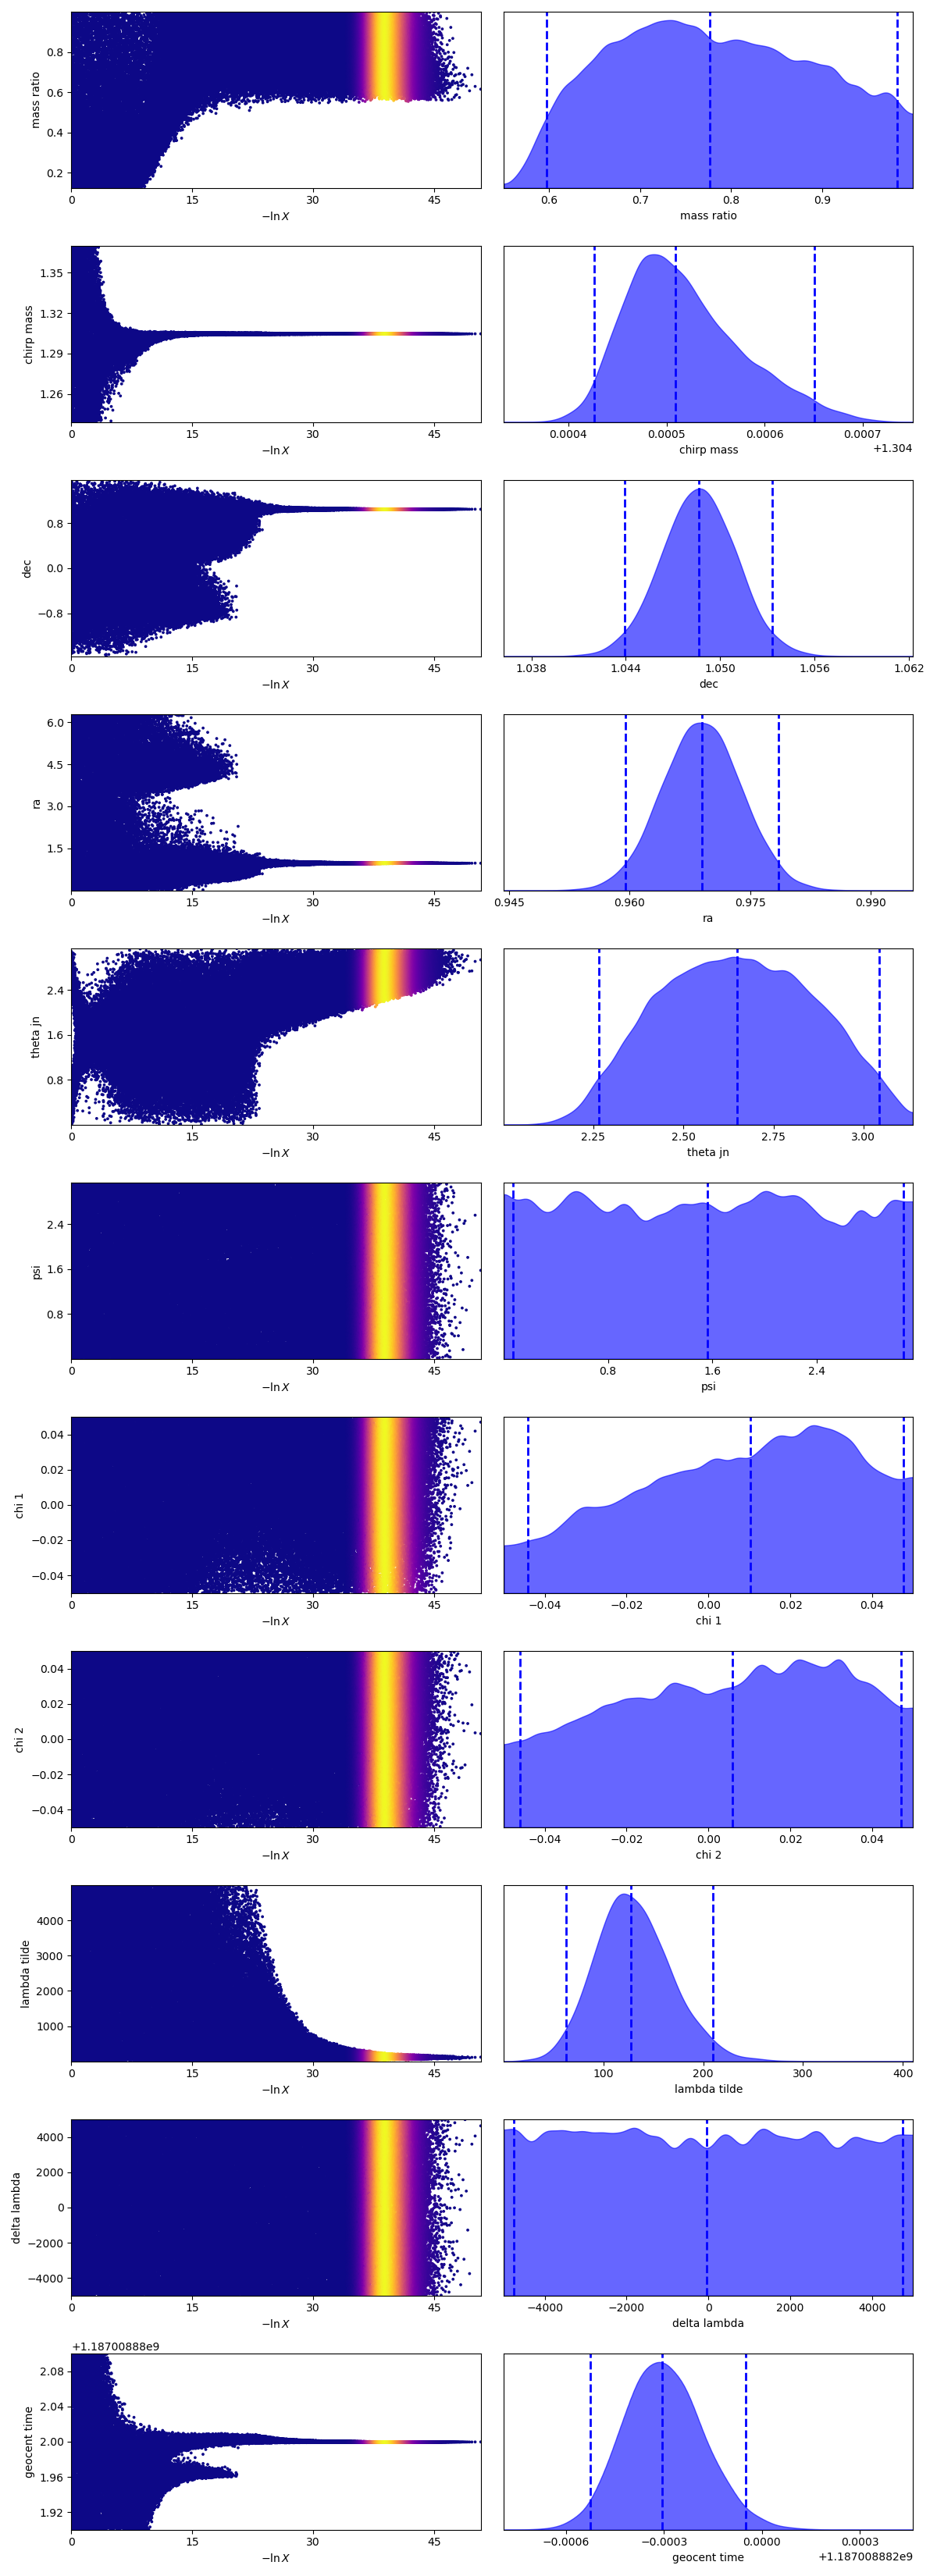 0.8
0.6
0.4
0.2
mass ratio
0 15 30 45
−ln X
0.6 0.7 0.8 0.9
mass ratio
1.35
1.32
1.29
1.26
chirp mass
0 15 30 45
−ln X
0.0004 0.0005 0.0006 0.0007
+1.304
chirp mass
0.8
0.0
−0.8
dec
0 15 30 45
−ln X
1.038 1.044 1.050 1.056 1.062
dec
6.0
4.5
3.0
1.5
ra
0 15 30 45
−ln X
0.945 0.960 0.975 0.990
ra
2.4
1.6
0.8
theta jn
0 15 30 45
−ln X
2.25 2.50 2.75 3.00
theta jn
2.4
1.6
0.8
psi
0 15 30 45
−ln X
0.8 1.6 2.4
psi
0.04
0.02
0.00
−0.02
−0.04
chi 1
0 15 30 45
−ln X
−0.04 −0.02 0.00 0.02 0.04
chi 1
0.04
0.02
0.00
−0.02
−0.04
chi 2
0 15 30 45
−ln X
−0.04 −0.02 0.00 0.02 0.04
chi 2
4000
3000
2000
1000
lambda tilde
0 15 30 45
−ln X
100 200 300 400
lambda tilde
4000
2000
0
−2000
−4000
delta lambda
0 15 30 45
−ln X
−4000 −2000 0 2000 4000
delta lambda
+1.18700888e9
2.08
2.04
2.00
1.96
1.92
geocent time
0 15 30 45
−ln X
−0.0006 −0.0003 0.0000 0.0003
+1.187008882e9
geocent time